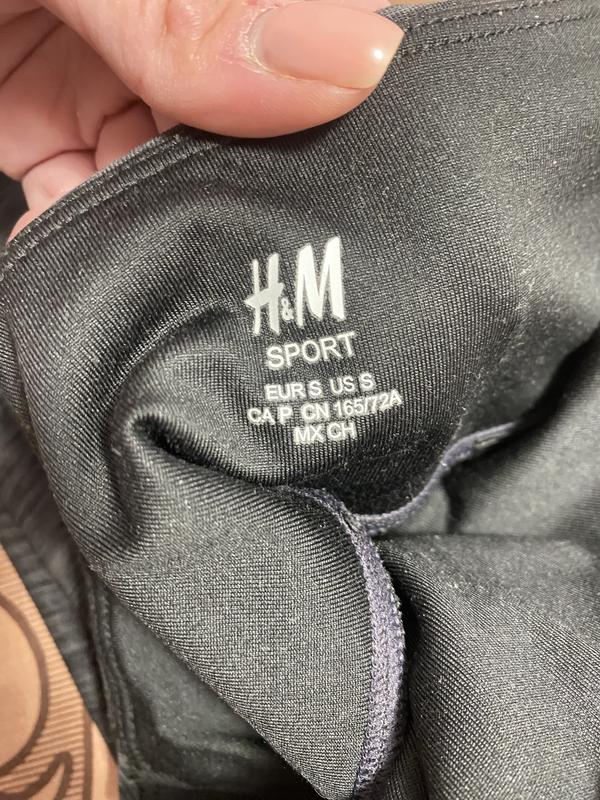 H&M
SPORT
EUR S US S
CA P CN 165/72A
MX CH